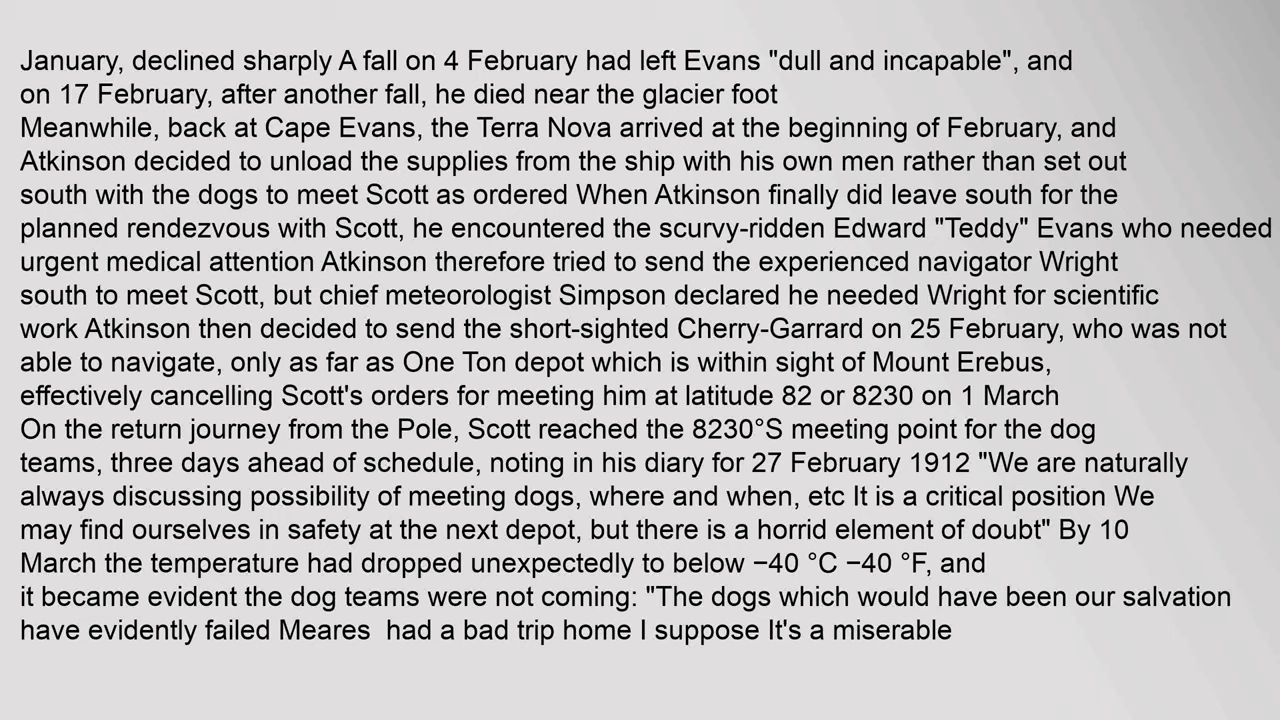 January, declined sharply A fall on 4 February had left Evans "dull and incapable", and
on 17 February, after another fall, he died near the glacier foot
Meanwhile, back at Cape Evans, the Terra Nova arrived at the beginning of February, and
Atkinson decided to unload the supplies from the ship with his own men rather than set out
south with the dogs to meet Scott as ordered When Atkinson finally did leave south for the
planned rendezvous with Scott, he encountered the scurvy-ridden Edward "Teddy" Evans who needed
urgent medical attention Atkinson therefore tried to send the experienced navigator Wright
south to meet Scott, but chief meteorologist Simpson declared he needed Wright for scientific
work Atkinson then decided to send the short-sighted Cherry-Garrard on 25 February, who was not
able to navigate, only as far as One Ton depot which is within sight of Mount Erebus,
effectively cancelling Scott's orders for meeting him at latitude 82 or 8230 on 1 March
On the return journey from the Pole, Scott reached the 8230°S meeting point for the dog
teams, three days ahead of schedule, noting in his diary for 27 February 1912 "We are naturally
always discussing possibility of meeting dogs, where and when, etc It is a critical position We
may find ourselves in safety at the next depot, but there is a horrid element of doubt" By 10
March the temperature had dropped unexpectedly to below −40 °C −40 °F, and
it became evident the dog teams were not coming: "The dogs which would have been our salvation
have evidently failed Meares  had a bad trip home I suppose It's a miserable